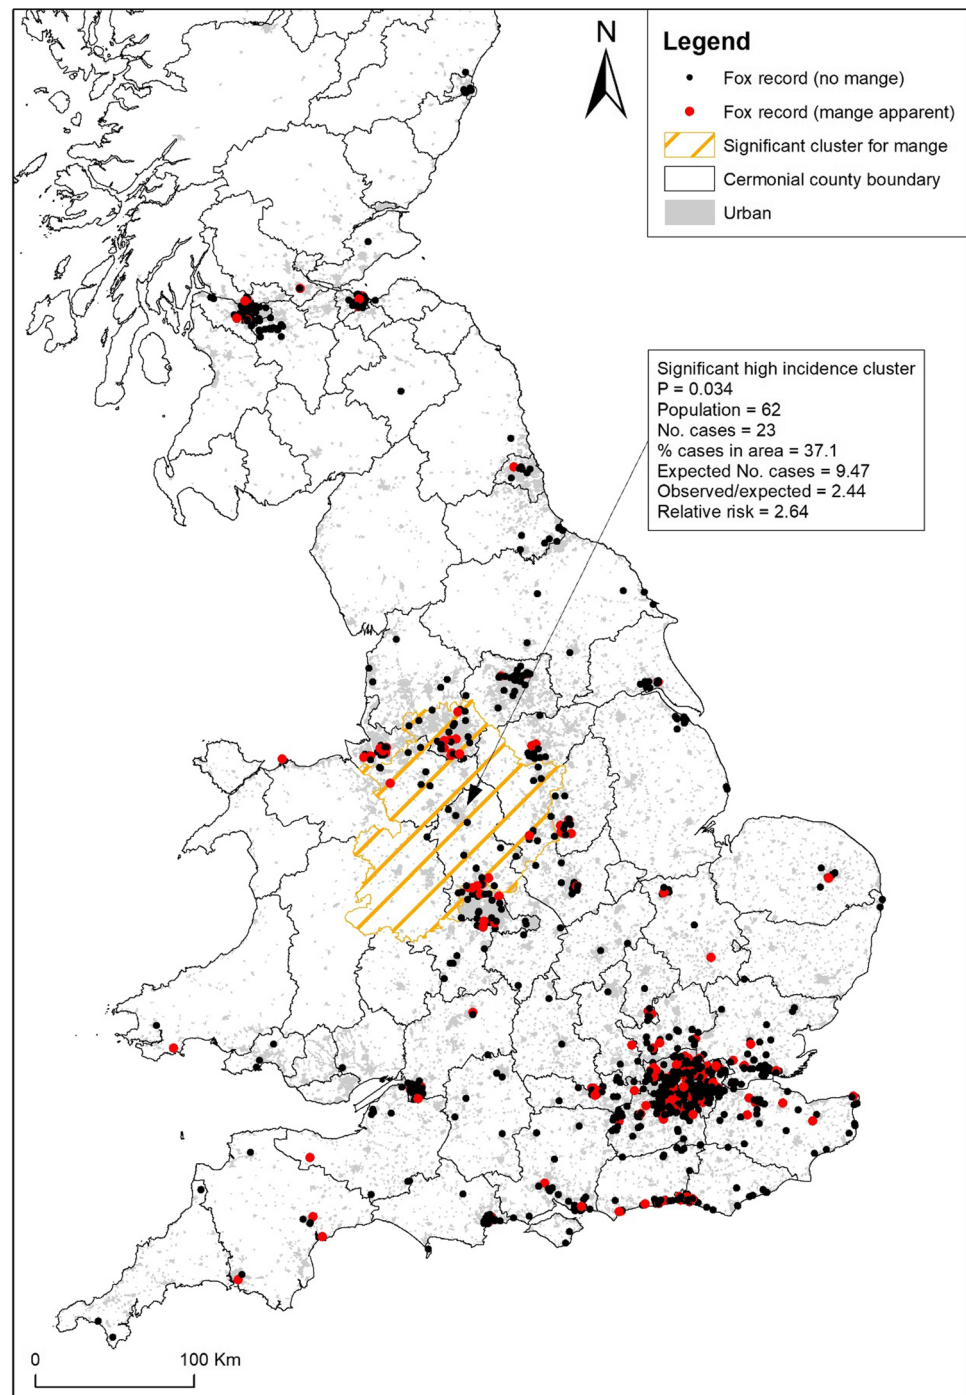 N
Legend
Fox record (no mange)
Fox record (mange apparent)
Significant cluster for mange
Cermonial county boundary
Urban
Significant high incidence cluster
P = 0.034
Population = 62
No. cases = 23
% cases in area = 37.1
Expected No. cases = 9.47
Observed/expected = 2.44
Relative risk = 2.64
0 100 Km